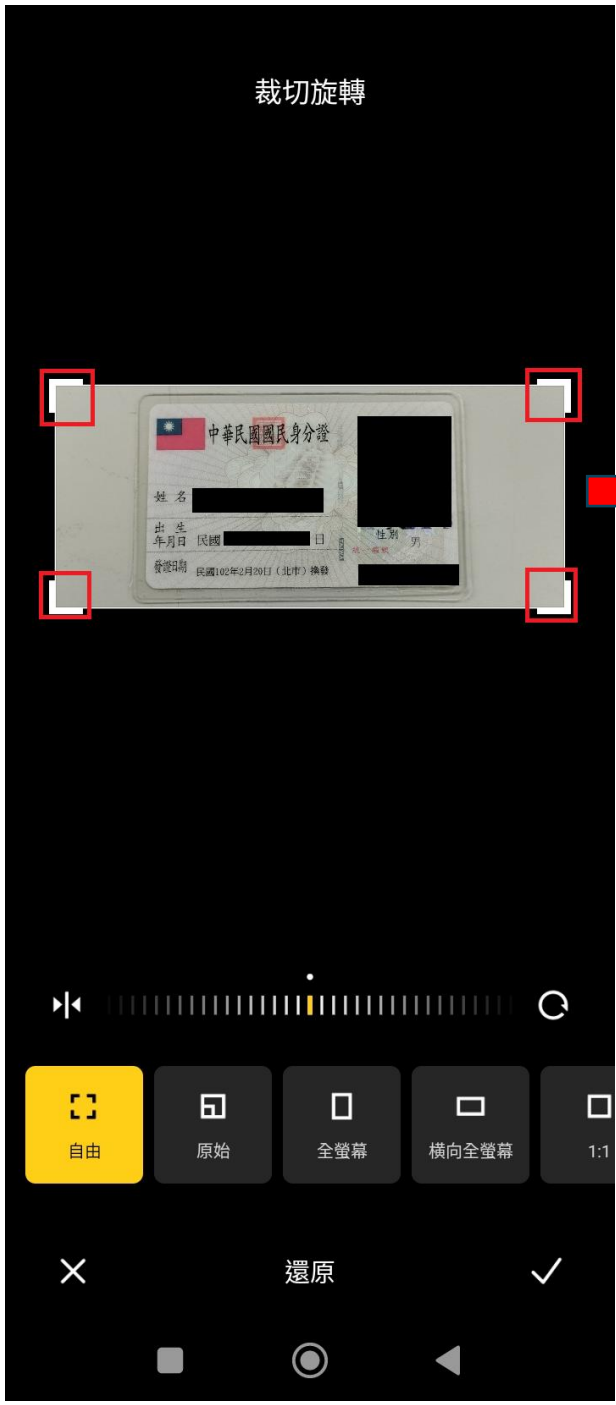 裁切旋轉
中華民國國民身分證
姓名
出生
年月日 民國 日
性別 男
發證日期 民國102年2月20日(北市)換發
自由
原始
全螢幕
橫向全螢幕
1:1
還原